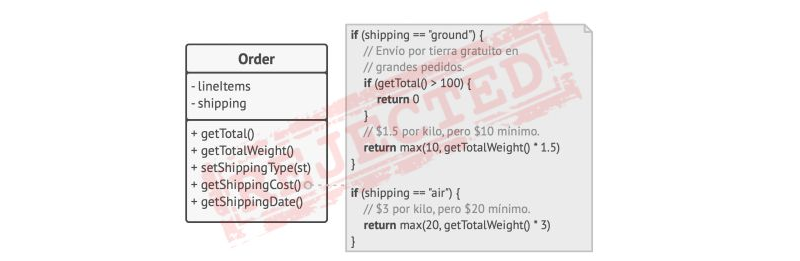 Order
- lineItems
- shipping
+ getTotal()
+ getTotalWeight()
+ setShippingType(st)
+ getShippingCost()
+ getShippingDate()
if (shipping == "ground") {
// Envío por tierra gratuito en
// grandes pedidos.
if (getTotal() > 100) {
return 0
}
// $1.5 por kilo, pero $10 mínimo.
return max(10, getTotalWeight() * 1.5)
}
if (shipping == "air") {
// $3 por kilo, pero $20 mínimo.
return max(20, getTotalWeight() * 3)
}
REJECTED